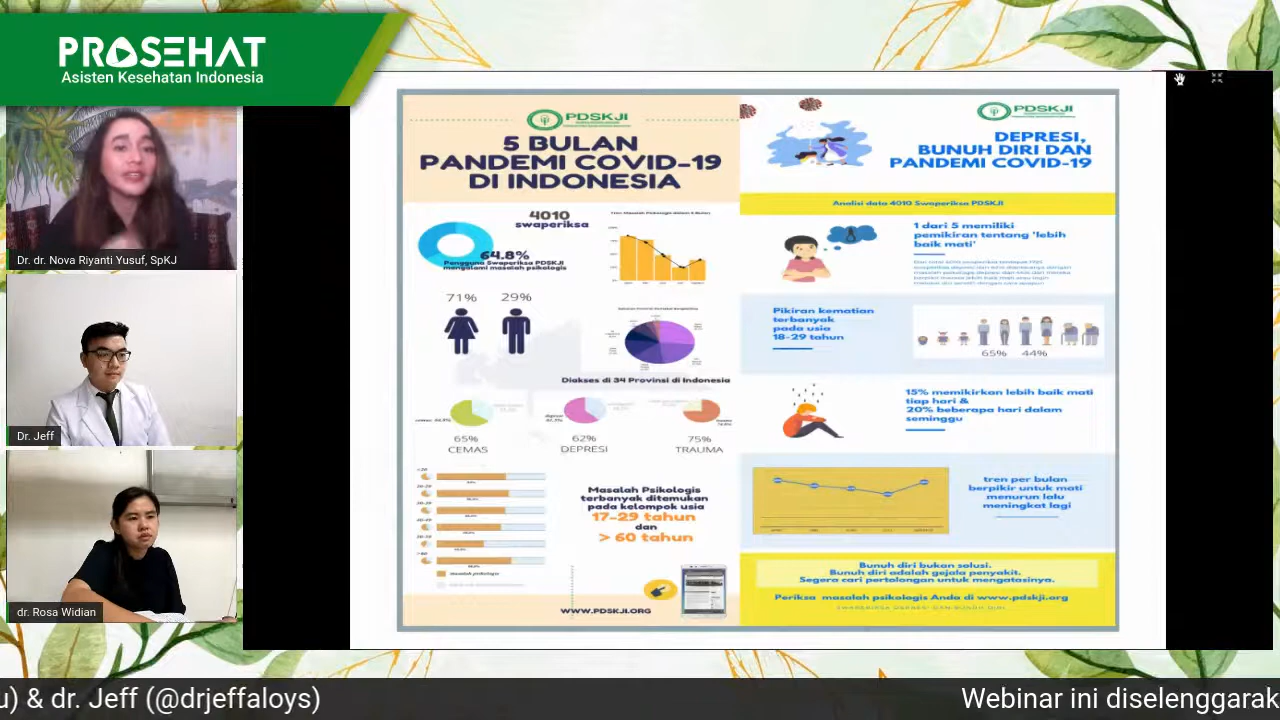 PROSEHAT
Asisten Kesehatan Indonesia
Dr. dr. Nova Riyanti Yusuf, SpKJ
Dr. Jeff
dr. Rosa Widian
PDSKJI
5 BULAN
PANDEMI COVID-19
DI INDONESIA
4010
swaperiksa
64.8%
Pengguna Swaperiksa PDSKJI
mengalami masalah psikologis
71% 29%
Diakses di 34 Provinsi di Indonesia
65%
CEMAS
62%
DEPRESI
75%
TRAUMA
Masalah Psikologis
terbanyak ditemukan
pada kelompok usia
17-29 tahun
dan
> 60 tahun
WWW.PDSKJI.ORG
PDSKJI
DEPRESI,
BUNUH DIRI DAN
PANDEMI COVID-19
Analisi data 4010 Swaperiksa PDSKJI
1 dari 5 memiliki
pemikiran tentang 'lebih
baik mati'
Pikiran kematian
terbanyak
pada usia
18-29 tahun
65% 44%
15% memikirkan lebih baik mati
tiap hari &
20% beberapa hari dalam
seminggu
tren per bulan
berpikir untuk mati
menurun lalu
meningkat lagi
Bunuh diri bukan solusi.
Bunuh diri adalah gejala penyakit.
Segera cari pertolongan untuk mengatasinya.
Periksa masalah psikologis Anda di www.pdskji.org
u) & dr. Jeff (@drjeffaloys)
Webinar ini diselenggarak